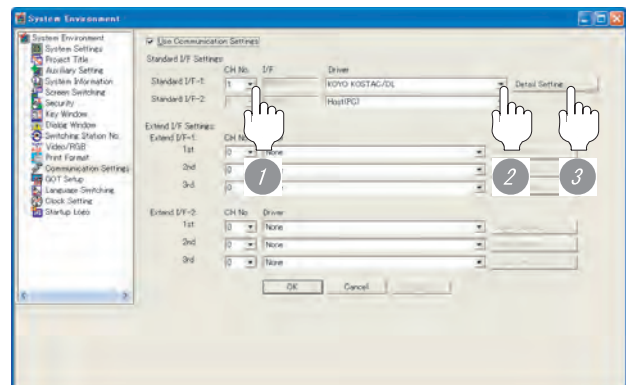 System Environment
System Environment
System Settings
Project Title
Auxiliary Setting
System Information
Screen Switching
Security
Key Window
Dialog Window
Switching Station No.
Video/RGB
Print Format
Communication Settings
GOT Setup
Language Switching
Clock Setting
Startup Logo
Use Communication Settings
Standard I/F Settings
CH No. I/F Driver
Standard I/F-1: 1 KOYO KOSTAC/DL Detail Setting
Standard I/F-2: Host(PC)
Extend I/F Settings
Extend I/F-1: CH No.
1st 0 None
2nd 0
3rd 0
1 2 3
Extend I/F-2: CH No. Driver
1st 0 None
2nd 0 None
3rd 0 None
OK Cancel